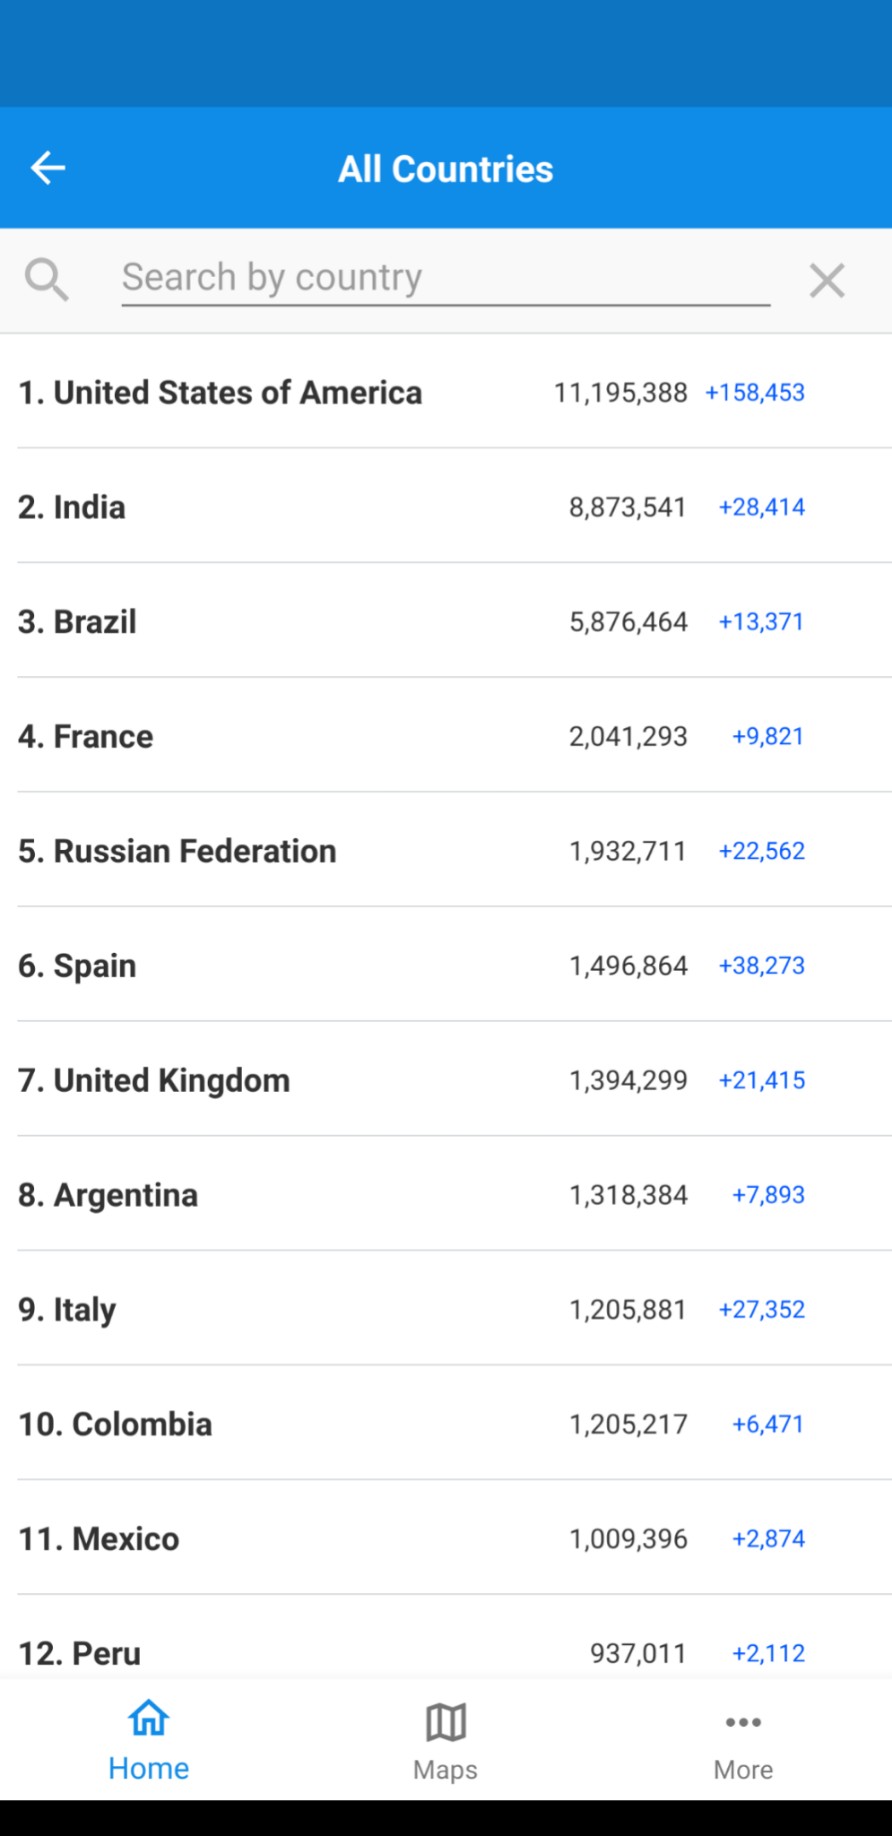 All Countries
Search by country
1. United States of America 11,195,388 +158,453
2. India 8,873,541 +28,414
3. Brazil 5,876,464 +13,371
4. France 2,041,293 +9,821
5. Russian Federation 1,932,711 +22,562
6. Spain 1,496,864 +38,273
7. United Kingdom 1,394,299 +21,415
8. Argentina 1,318,384 +7,893
9. Italy 1,205,881 +27,352
10. Colombia 1,205,217 +6,471
11. Mexico 1,009,396 +2,874
12. Peru 937,011 +2,112
Home Maps More